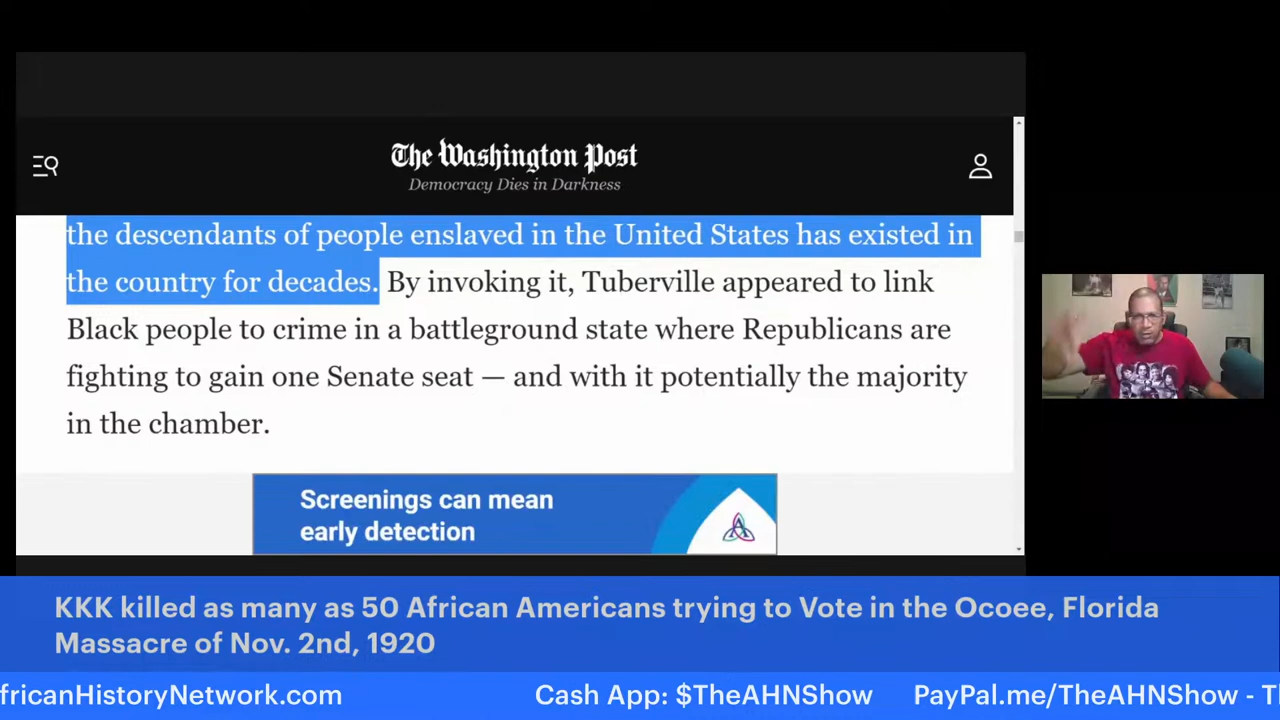 The Washington Post
Democracy Dies in Darkness
the descendants of people enslaved in the United States has existed in
the country for decades. By invoking it, Tuberville appeared to link
Black people to crime in a battleground state where Republicans are
fighting to gain one Senate seat — and with it potentially the majority
in the chamber.
Screenings can mean
early detection
KKK killed as many as 50 African Americans trying to Vote in the Ocoee, Florida
Massacre of Nov. 2nd, 1920
fricanHistoryNetwork.com Cash App: $TheAHNShow PayPal.me/TheAHNShow - T